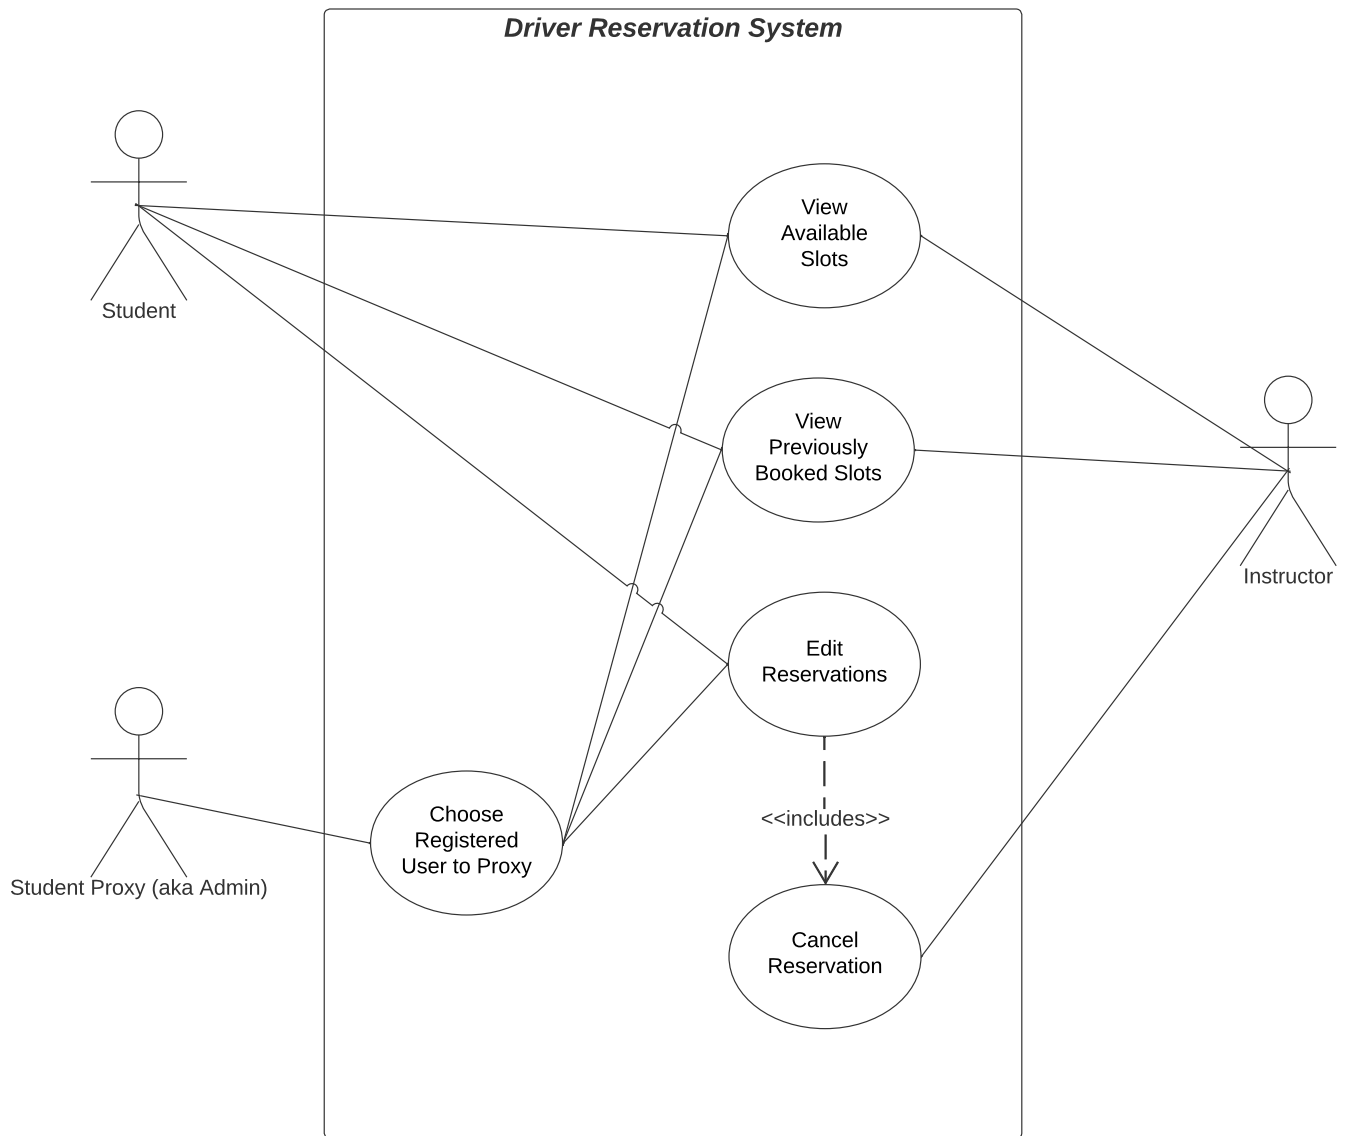 Driver Reservation System
View
Available
Slots
Student
View
Previously
Booked Slots
Instructor
Edit
Reservations
Choose
Registered
User to Proxy
Student Proxy (aka Admin)
<<includes>>
Cancel
Reservation